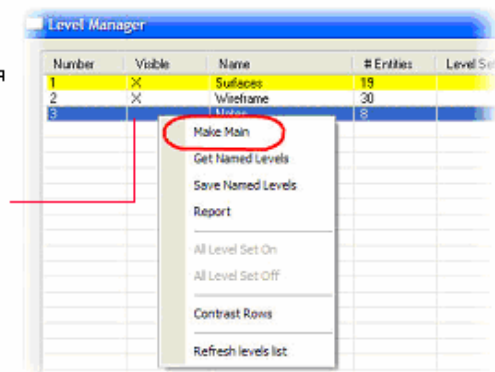 Level Manager
Number Visible Name # Entities Level Se
я
1 X Surfaces 19
2 X Wireframe 30
3 Notes 8
Make Main
Get Named Levels
Save Named Levels
Report
All Level Set On
All Level Set Off
Contrast Rows
Refresh levels list